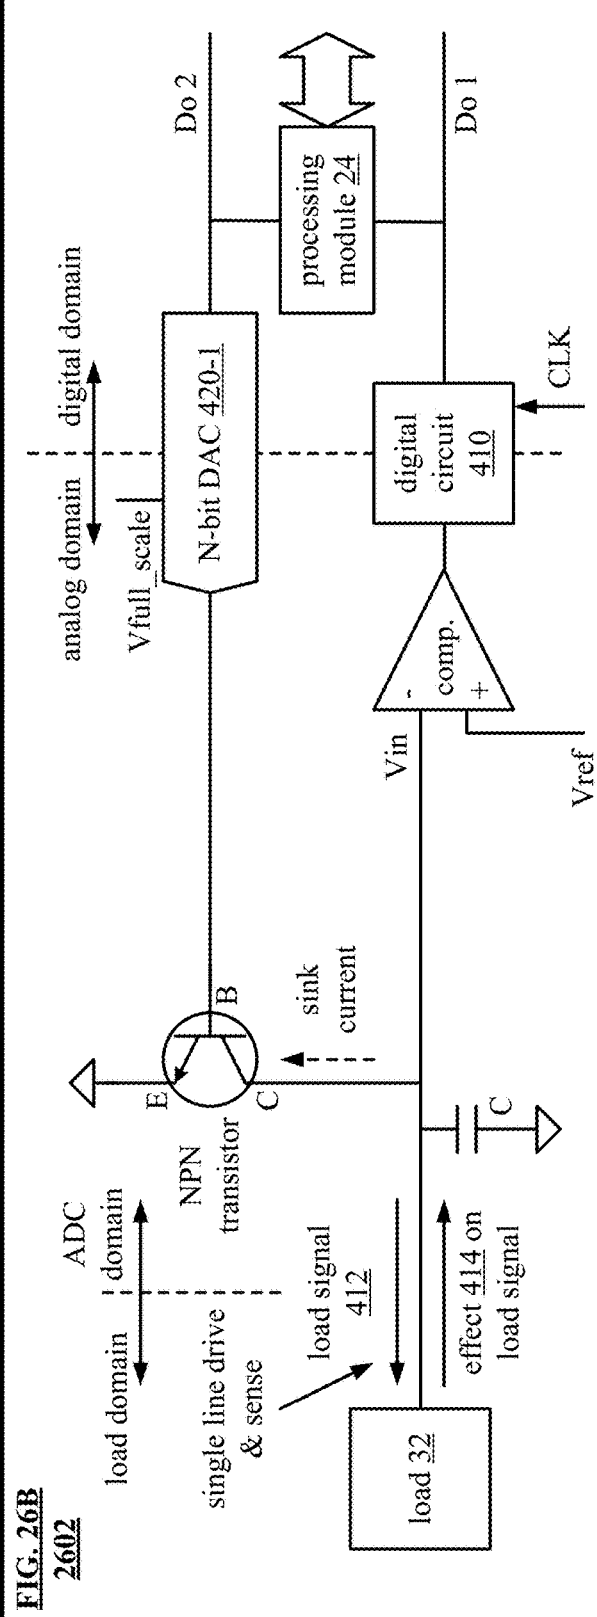 FIG. 26B
2602
load domain
ADC
domain
analog domain
digital domain
single line drive
& sense
NPN
transistor
E
B
C
Vfull_scale
N-bit DAC 420-1
Do 2
load signal
412
sink
current
processing
module 24
load 32
effect 414 on
load signal
C
Vin
Vref
-
+
comp.
digital
circuit
410
CLK
Do 1